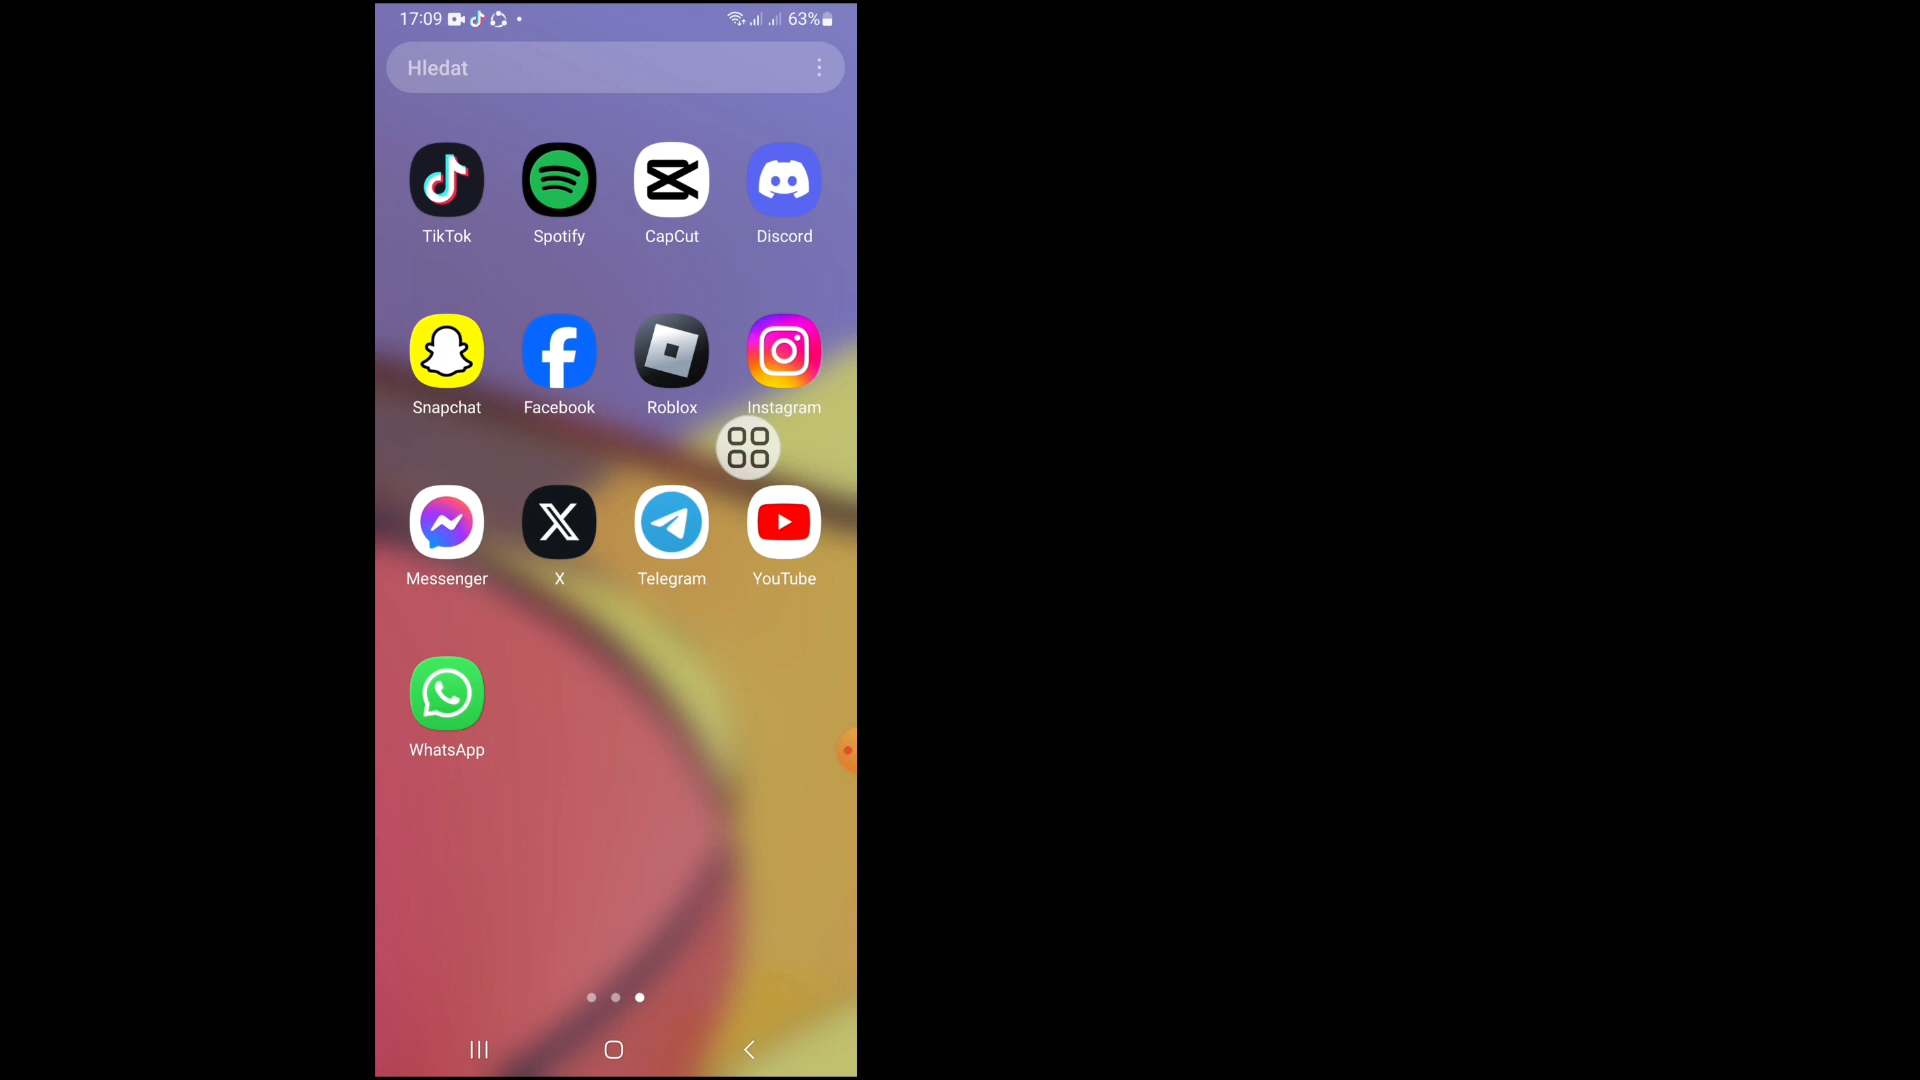 17:09 63%
Hledat
TikTok Spotify CapCut Discord
Snapchat Facebook Roblox Instagram
Messenger X Telegram YouTube
WhatsApp